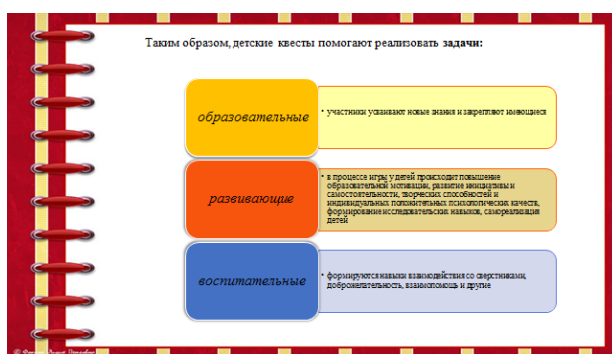 Таким образом, детские квесты помогают реализовать задачи:
образовательные
• участники усваивают новые знания и закрепляют имеющиеся
развивающие
• в процессе игры у детей происходит повышение
образовательной мотивации, развитие инициативы и
самостоятельности, творческих способностей и
индивидуальных положительных психологических качеств,
формирование исследовательских навыков, самореализация
детей
воспитательные
• формируются навыки взаимодействия со сверстниками,
доброжелательность, взаимопомощь и другие